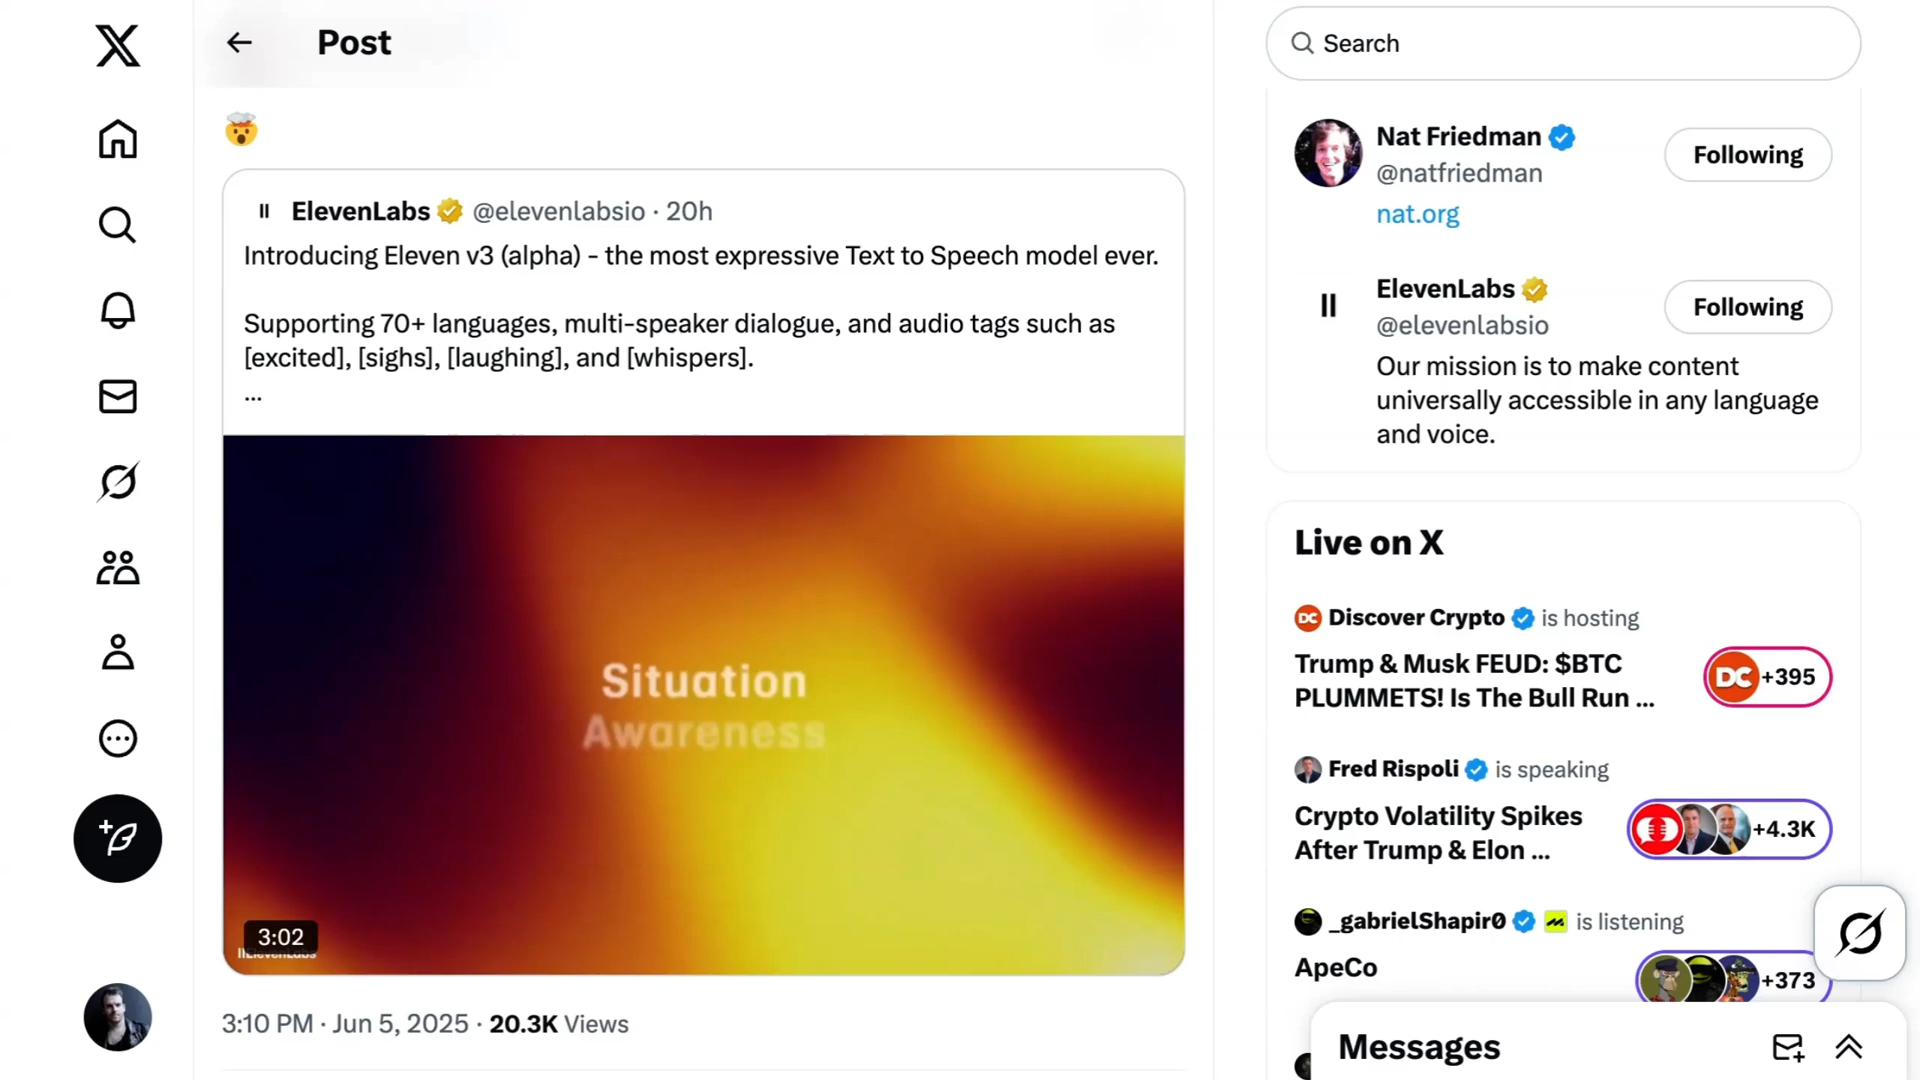 Post
Search
ElevenLabs @elevenlabsio · 20h
Introducing Eleven v3 (alpha) - the most expressive Text to Speech model ever.
Supporting 70+ languages, multi-speaker dialogue, and audio tags such as
[excited], [sighs], [laughing], and [whispers].
...
Situation
Awareness
3:02
IIElevenLabs
3:10 PM · Jun 5, 2025 · 20.3K Views
Nat Friedman
@natfriedman
Following
nat.org
ElevenLabs
@elevenlabsio
Following
Our mission is to make content
universally accessible in any language
and voice.
Live on X
DC Discover Crypto is hosting
Trump & Musk FEUD: $BTC
PLUMMETS! Is The Bull Run ...
DC +395
Fred Rispoli is speaking
Crypto Volatility Spikes
After Trump & Elon ...
+4.3K
_gabrielShapir0 is listening
ApeCo
+373
Messages